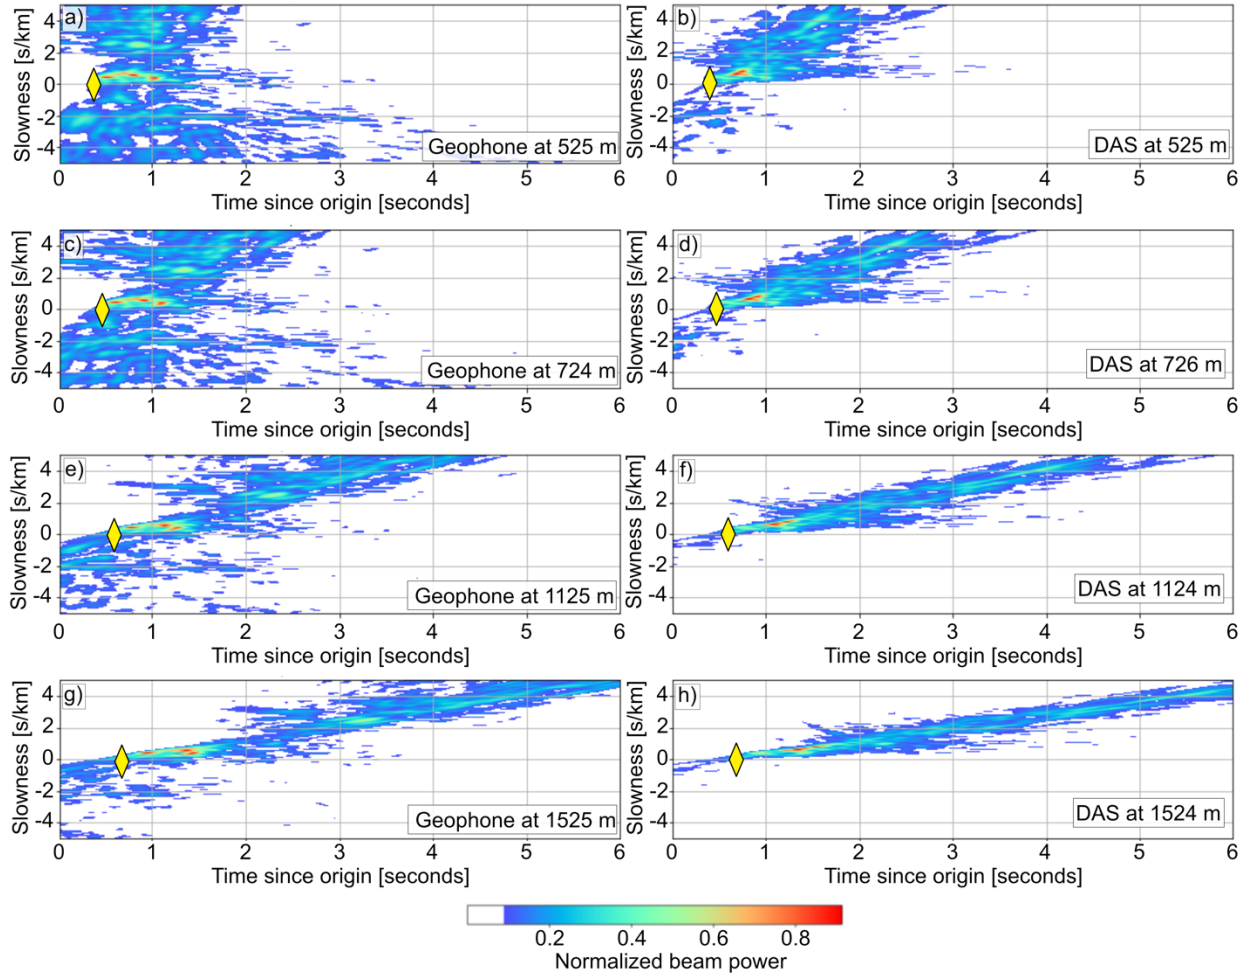 a)
4
2
0
-2
-4
Slowness [s/km]
Geophone at 525 m
0 1 2 3 4 5 6
Time since origin [seconds]
b)
4
2
0
-2
-4
Slowness [s/km]
DAS at 525 m
0 1 2 3 4 5 6
Time since origin [seconds]
c)
4
2
0
-2
-4
Slowness [s/km]
Geophone at 724 m
0 1 2 3 4 5 6
Time since origin [seconds]
d)
4
2
0
-2
-4
Slowness [s/km]
DAS at 726 m
0 1 2 3 4 5 6
Time since origin [seconds]
e)
4
2
0
-2
-4
Slowness [s/km]
Geophone at 1125 m
0 1 2 3 4 5 6
Time since origin [seconds]
f)
4
2
0
-2
-4
Slowness [s/km]
DAS at 1124 m
0 1 2 3 4 5 6
Time since origin [seconds]
g)
4
2
0
-2
-4
Slowness [s/km]
Geophone at 1525 m
0 1 2 3 4 5 6
Time since origin [seconds]
h)
4
2
0
-2
-4
Slowness [s/km]
DAS at 1524 m
0 1 2 3 4 5 6
Time since origin [seconds]
0.2 0.4 0.6 0.8
Normalized beam power